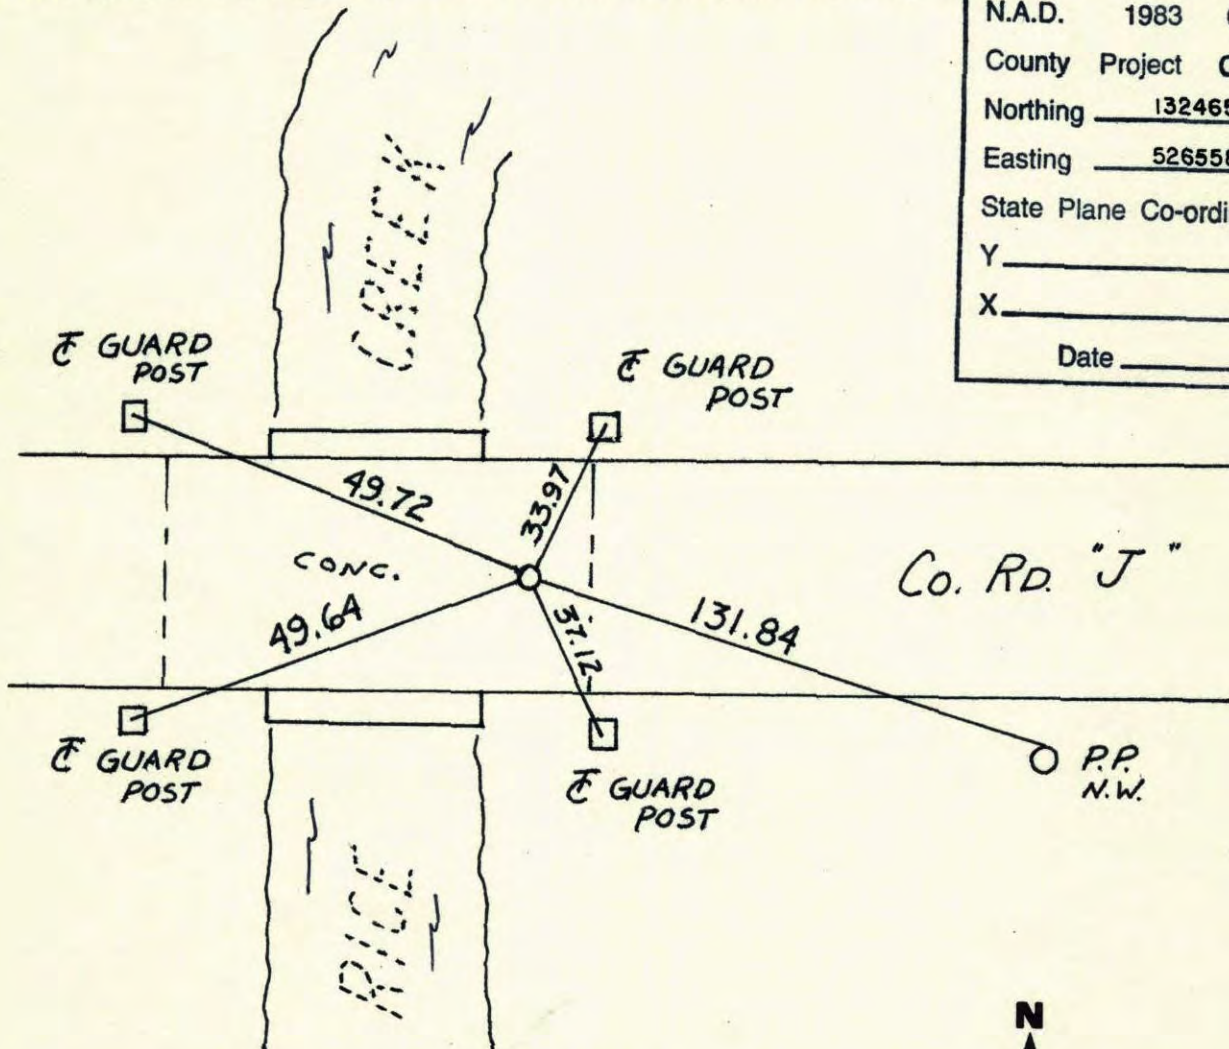 N.A.D. 1983 (
County Project C
Northing 132465
Easting 526558
State Plane Co-ordi
Y
X
Date
CREEK
℄ GUARD
POST
℄ GUARD
POST
49.72
33.97
CONC.
Co. RD. "J"
49.64
37.12
131.84
℄ GUARD
POST
℄ GUARD
POST
P.P.
N.W.
RICE
N